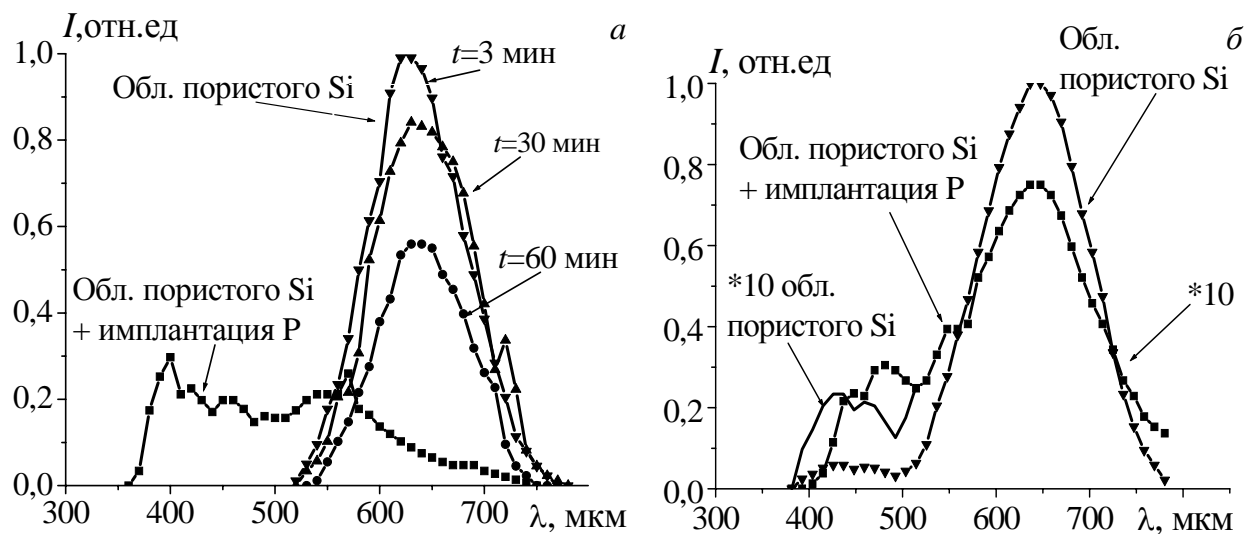 I,отн.ед
а
1,0
0,8
0,6
0,4
0,2
0,0
t=3 мин
Обл. пористого Si
t=30 мин
t=60 мин
Обл. пористого Si
+ имплантация P
300 400 500 600 700 λ, мкм
I, отн.ед
б
1,0
0,8
0,6
0,4
0,2
0,0
Обл.
пористого Si
Обл. пористого Si
+ имплантация P
*10 обл.
пористого Si
*10
300 400 500 600 700 λ, мкм